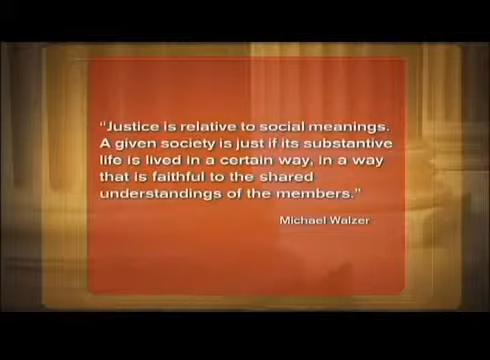 “Justice is relative to social meanings.
A given society is just if its substantive
life is lived in a certain way, in a way
that is faithful to the shared
understandings of the members.”
Michael Walzer